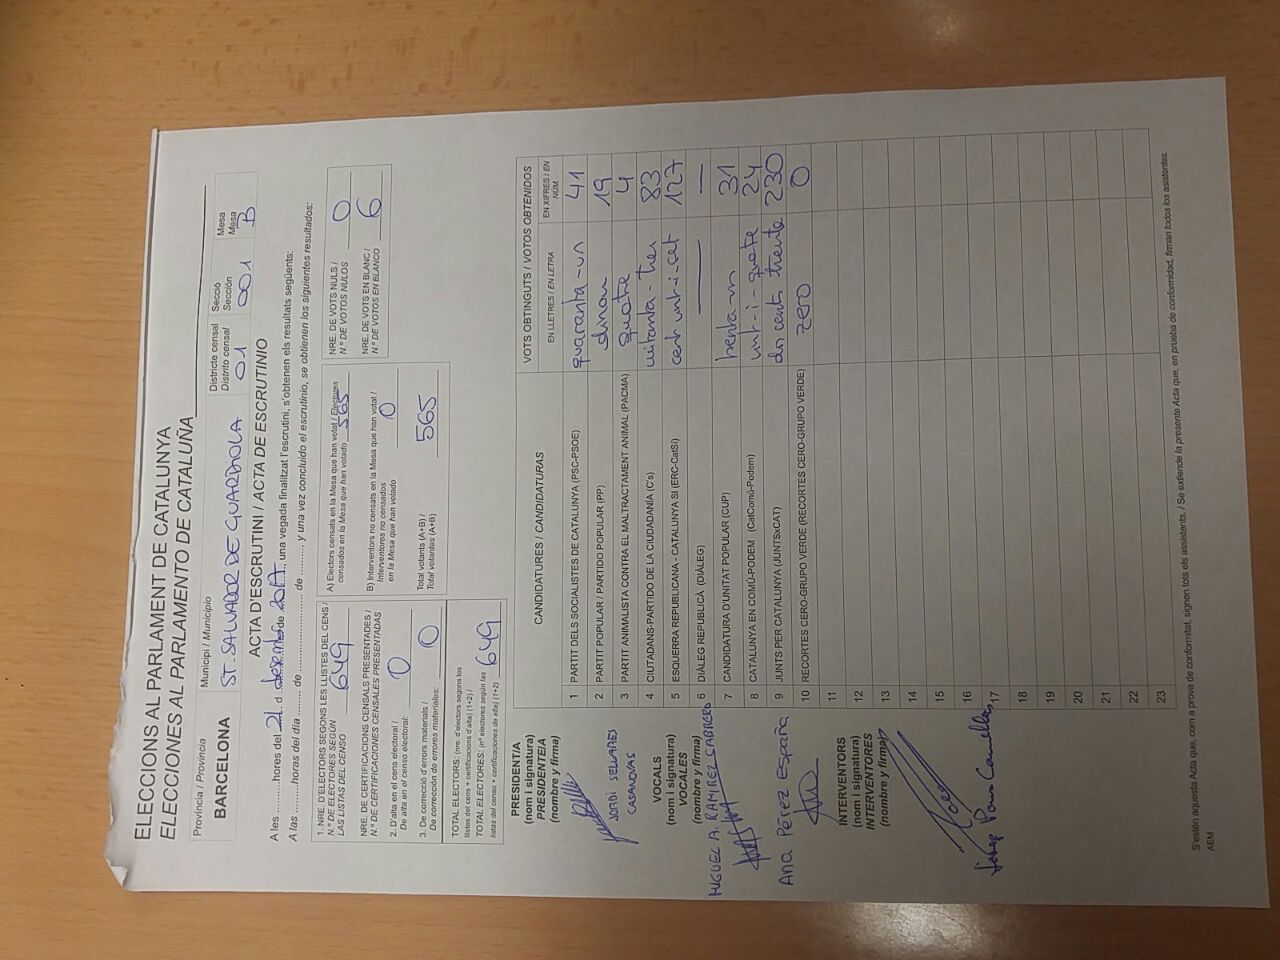 ELECCIONS AL PARLAMENT DE CATALUNYA
ELECCIONES AL PARLAMENTO DE CATALUÑA
Província / Provincia
BARCELONA
Municipi / Municipio
ST. SALVADOR DE GUARDIOLA
Districte censal
Distrito censal
01
Secció
Sección
001
Mesa
Mesa
B
ACTA D'ESCRUTINI / ACTA DE ESCRUTINIO
A les .......... hores del 21 d desembre de 2017, una vegada finalitzat l'escrutini, s'obtenen els resultats següents:
A las .......... horas del día .......... de .......... de .......... y una vez concluido el escrutinio, se obtienen los siguientes resultados:
1. NRE. D'ELECTORS SEGONS LES LLISTES DEL CENS /
N.º DE ELECTORES SEGÚN
LAS LISTAS DEL CENSO 649
NRE. DE CERTIFICACIONS CENSALS PRESENTADES /
N.º DE CERTIFICACIONES CENSALES PRESENTADAS
2. D'alta en el cens electoral /
De alta en el censo electoral: 0
3. De correcció d'errors materials /
De corrección de errores materiales: 0
TOTAL ELECTORS: (nre. d'electors segons les
llistes del cens + certificacions d'alta) (1+2) /
TOTAL ELECTORES: (nº electores según las
listas del censo + certificaciones de alta) (1+2) 649
A) Electors censats en la Mesa que han votat / Electores
censados en la Mesa que han votado 565
B) Interventors no censats en la Mesa que han votat /
Interventores no censados
en la Mesa que han votado 0
Total votants (A+B) /
Total votantes (A+B) 565
NRE. DE VOTS NULS /
N.º DE VOTOS NULOS 0
NRE. DE VOTS EN BLANC /
N.º DE VOTOS EN BLANCO 6
PRESIDENT/A
(nom i signatura)
PRESIDENTE/A
(nombre y firma)
JORDI SELLARES
CASANOVAS
VOCALS
(nom i signatura)
VOCALES
(nombre y firma)
MIGUEL A. RAMIREZ CABRERO
Ana Pérez España
INTERVENTORS
(nom i signatura)
INTERVENTORES
(nombre y firma)
Josep
CANDIDATURES / CANDIDATURAS
VOTS OBTINGUTS / VOTOS OBTENIDOS
EN LLETRES / EN LETRA
EN XIFRES / EN NÚM.
1 PARTIT DELS SOCIALISTES DE CATALUNYA (PSC-PSOE) quaranta-un 41
2 PARTIT POPULAR / PARTIDO POPULAR (PP) dinou 19
3 PARTIT ANIMALISTA CONTRA EL MALTRACTAMENT ANIMAL (PACMA) quatre 4
4 CIUTADANS-PARTIDO DE LA CIUDADANÍA (C's) vuitanta-tres 83
5 ESQUERRA REPUBLICANA - CATALUNYA SÍ (ERC-CatSí) cent vint-i-set 127
6 DIÀLEG REPUBLICÀ (DIÀLEG) — —
7 CANDIDATURA D'UNITAT POPULAR (CUP) trenta-un 31
8 CATALUNYA EN COMÚ-PODEM (CatComú-Podem) vint-i-quatre 24
9 JUNTS PER CATALUNYA (JUNTSxCAT) dos cents trenta 230
10 RECORTES CERO-GRUPO VERDE (RECORTES CERO-GRUPO VERDE) zero 0
11
12
13
14
15
16
17
18
19
20
21
22
23
S'estén aquesta Acta que, com a prova de conformitat, signen tots els assistents. / Se extiende la presente Acta que, en prueba de conformidad, firman todos los asistentes.
AEM